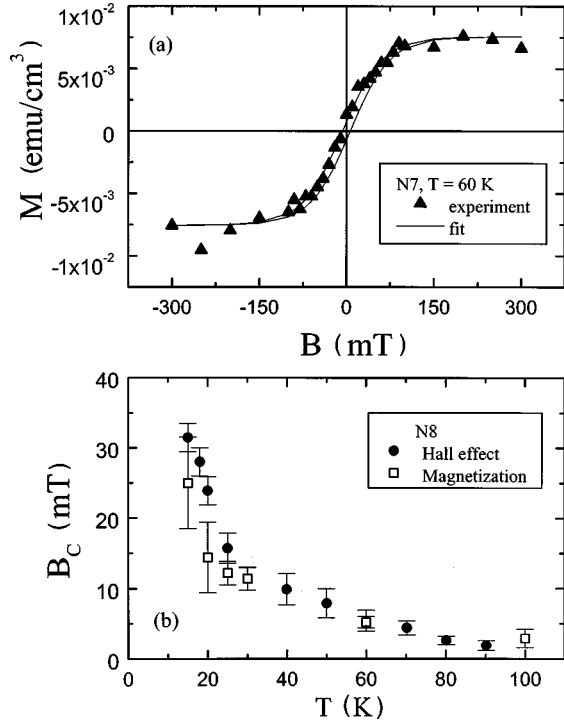 (a)
1x10⁻²
5x10⁻³
0
-5x10⁻³
-1x10⁻²
M (emu/cm³)
N7, T = 60 K
experiment
fit
-300 -150 0 150 300
B (mT)
40
30
20
10
0
B_C (mT)
N8
Hall effect
Magnetization
(b)
20 40 60 80 100
T (K)